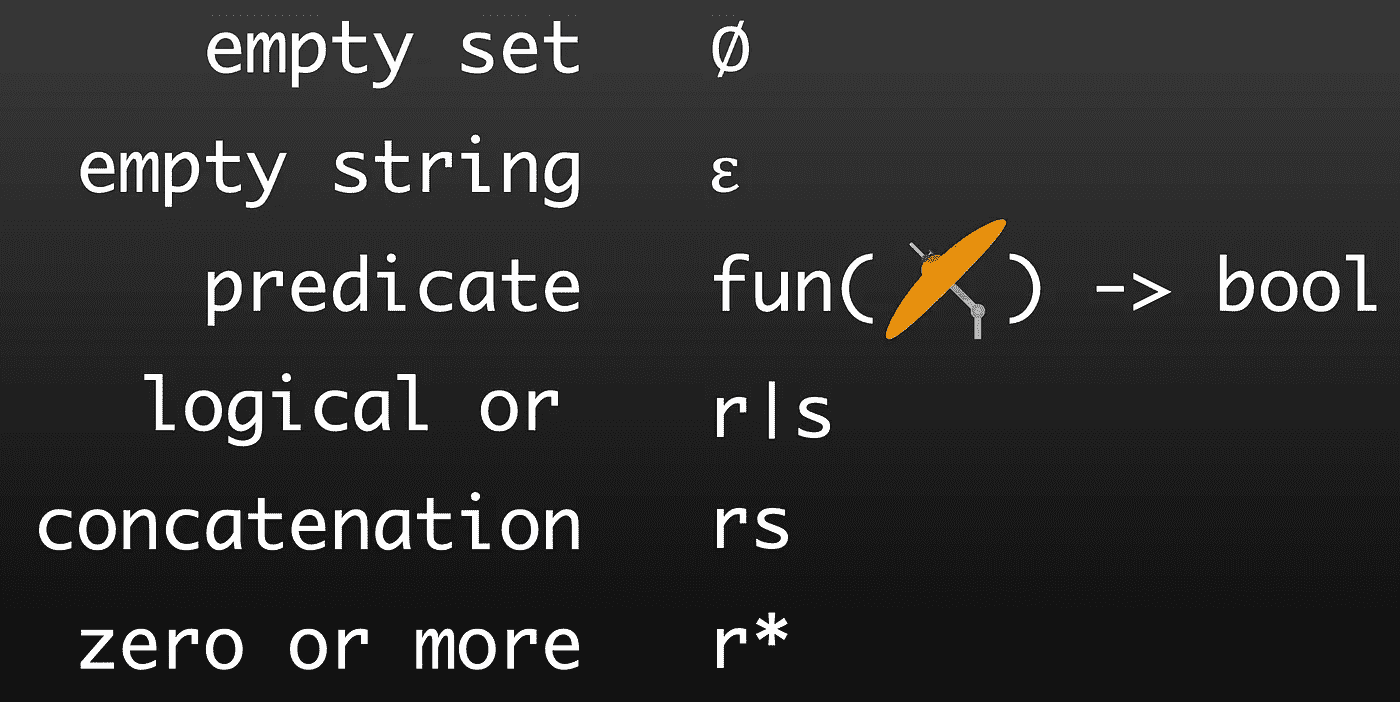 empty set ∅
empty string ε
predicate fun( ) -> bool
logical or r|s
concatenation rs
zero or more r*